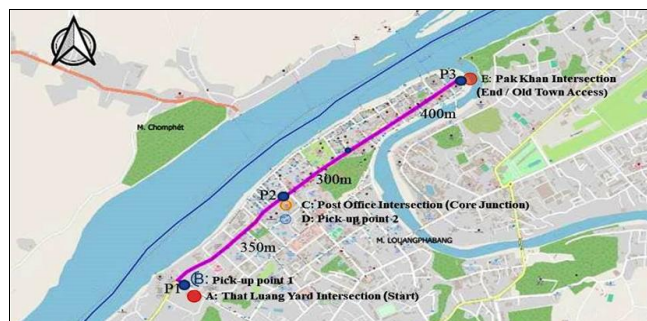 P3
E: Pak Khan Intersection
(End / Old Town Access)
400m
M. Chomphét
300m
P2
C: Post Office Intersection (Core Junction)
D: Pick-up point 2
M. LOUANGPHABANG
350m
B: Pick-up point 1
P1
A: That Luang Yard Intersection (Start)